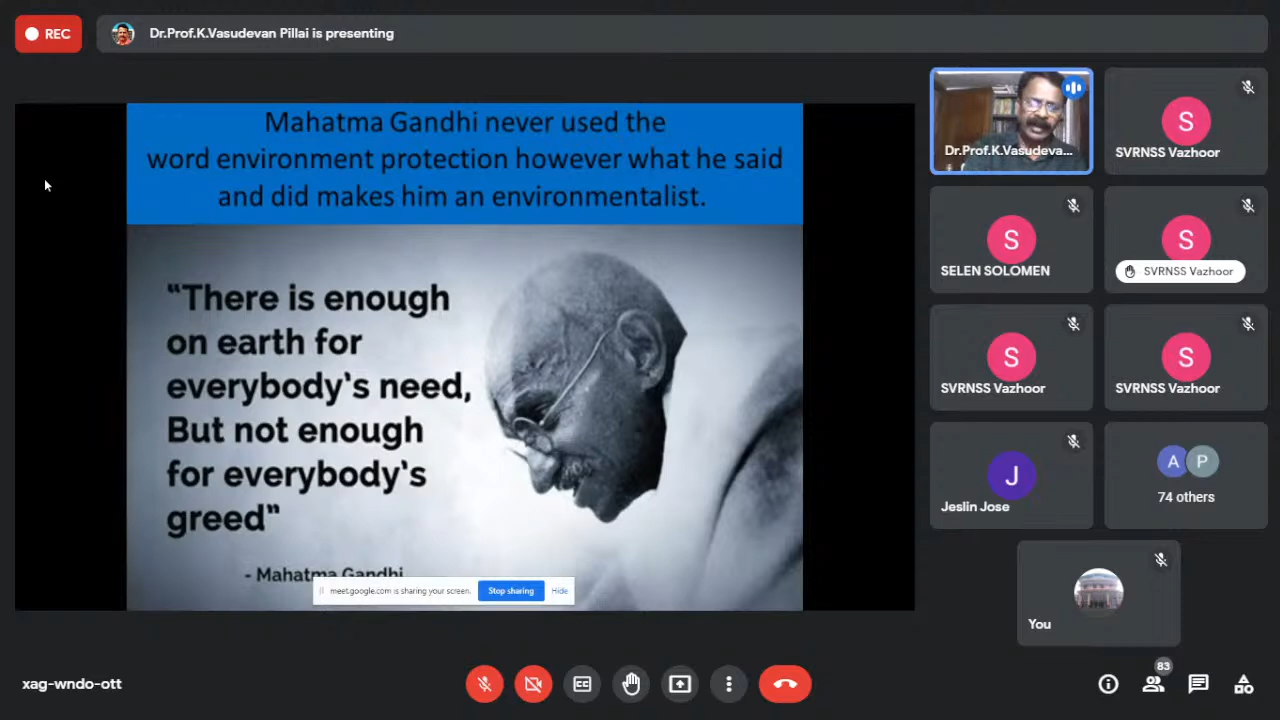 REC
Dr.Prof.K.Vasudevan Pillai is presenting
Mahatma Gandhi never used the
word environment protection however what he said
and did makes him an environmentalist.
"There is enough
on earth for
everybody's need,
But not enough
for everybody's
greed"
- Mahatma Gandhi
meet.google.com is sharing your screen.
Stop sharing
Hide
Dr.Prof.K.Vasudeva...
S
SVRNSS Vazhoor
S
SELEN SOLOMEN
S
SVRNSS Vazhoor
S
SVRNSS Vazhoor
S
SVRNSS Vazhoor
J
Jeslin Jose
A
P
74 others
You
xag-wndo-ott
CC
83